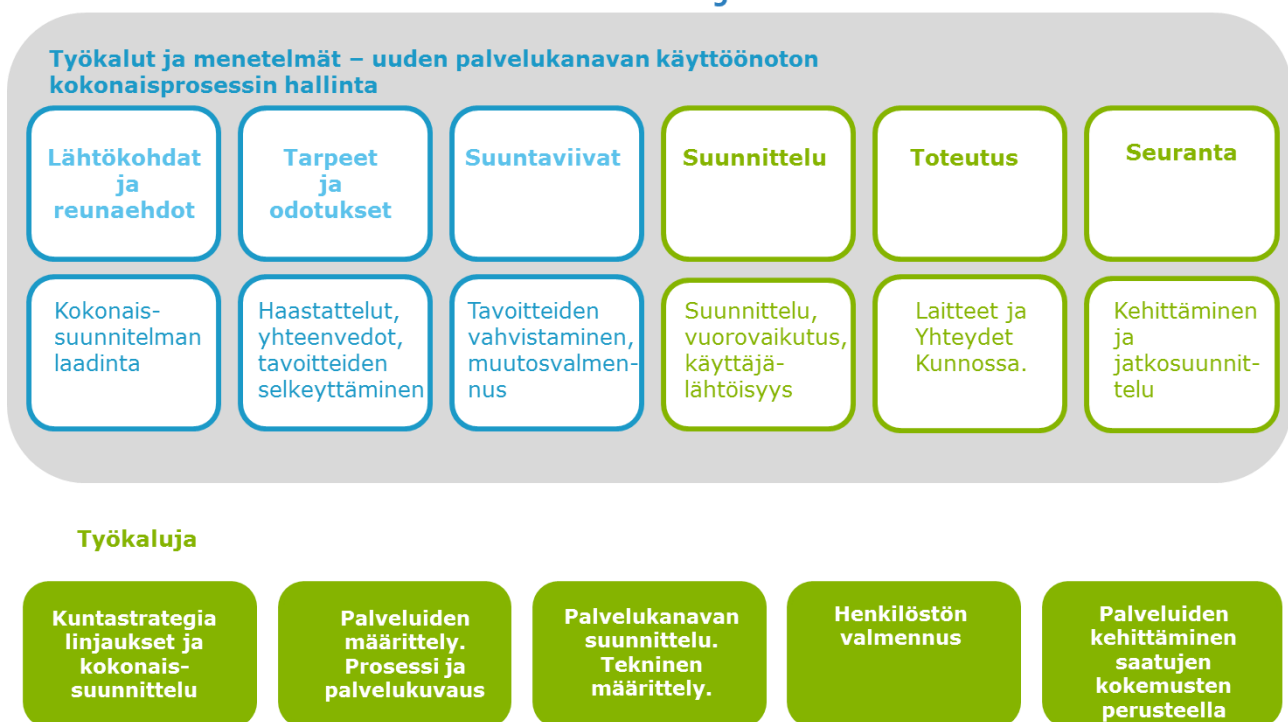 Työkalut ja menetelmät – uuden palvelukanavan käyttöönoton
kokonaisprosessin hallinta
Lähtökohdat
ja
reunaehdot
Tarpeet
ja
odotukset
Suuntaviivat
Suunnittelu
Toteutus
Seuranta
Kokonais-
suunnitelman
laadinta
Haastattelut,
yhteenvedot,
tavoitteiden
selkeyttäminen
Tavoitteiden
vahvistaminen,
muutosvalmen-
nus
Suunnittelu,
vuorovaikutus,
käyttäjä-
lähtöisyys
Laitteet ja
Yhteydet
Kunnossa.
Kehittäminen
ja
jatkosuunnit-
telu
Työkaluja
Kuntastrategia
linjaukset ja
kokonais-
suunnittelu
Palveluiden
määrittely.
Prosessi ja
palvelukuvaus
Palvelukanavan
suunnittelu.
Tekninen
määrittely.
Henkilöstön
valmennus
Palveluiden
kehittäminen
saatujen
kokemusten
perusteella